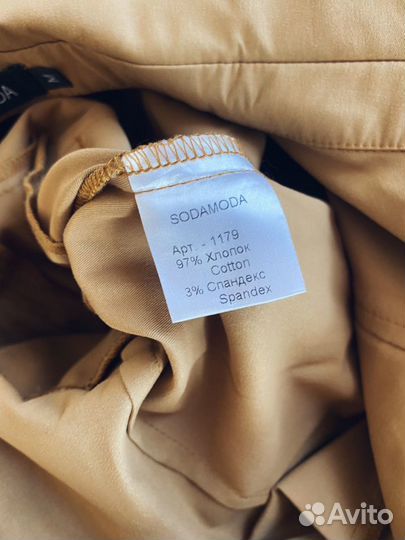 SODAMODA
Арт. - 1179
97% Хлопок
Cotton
3% Спандекс
Spandex
Avito